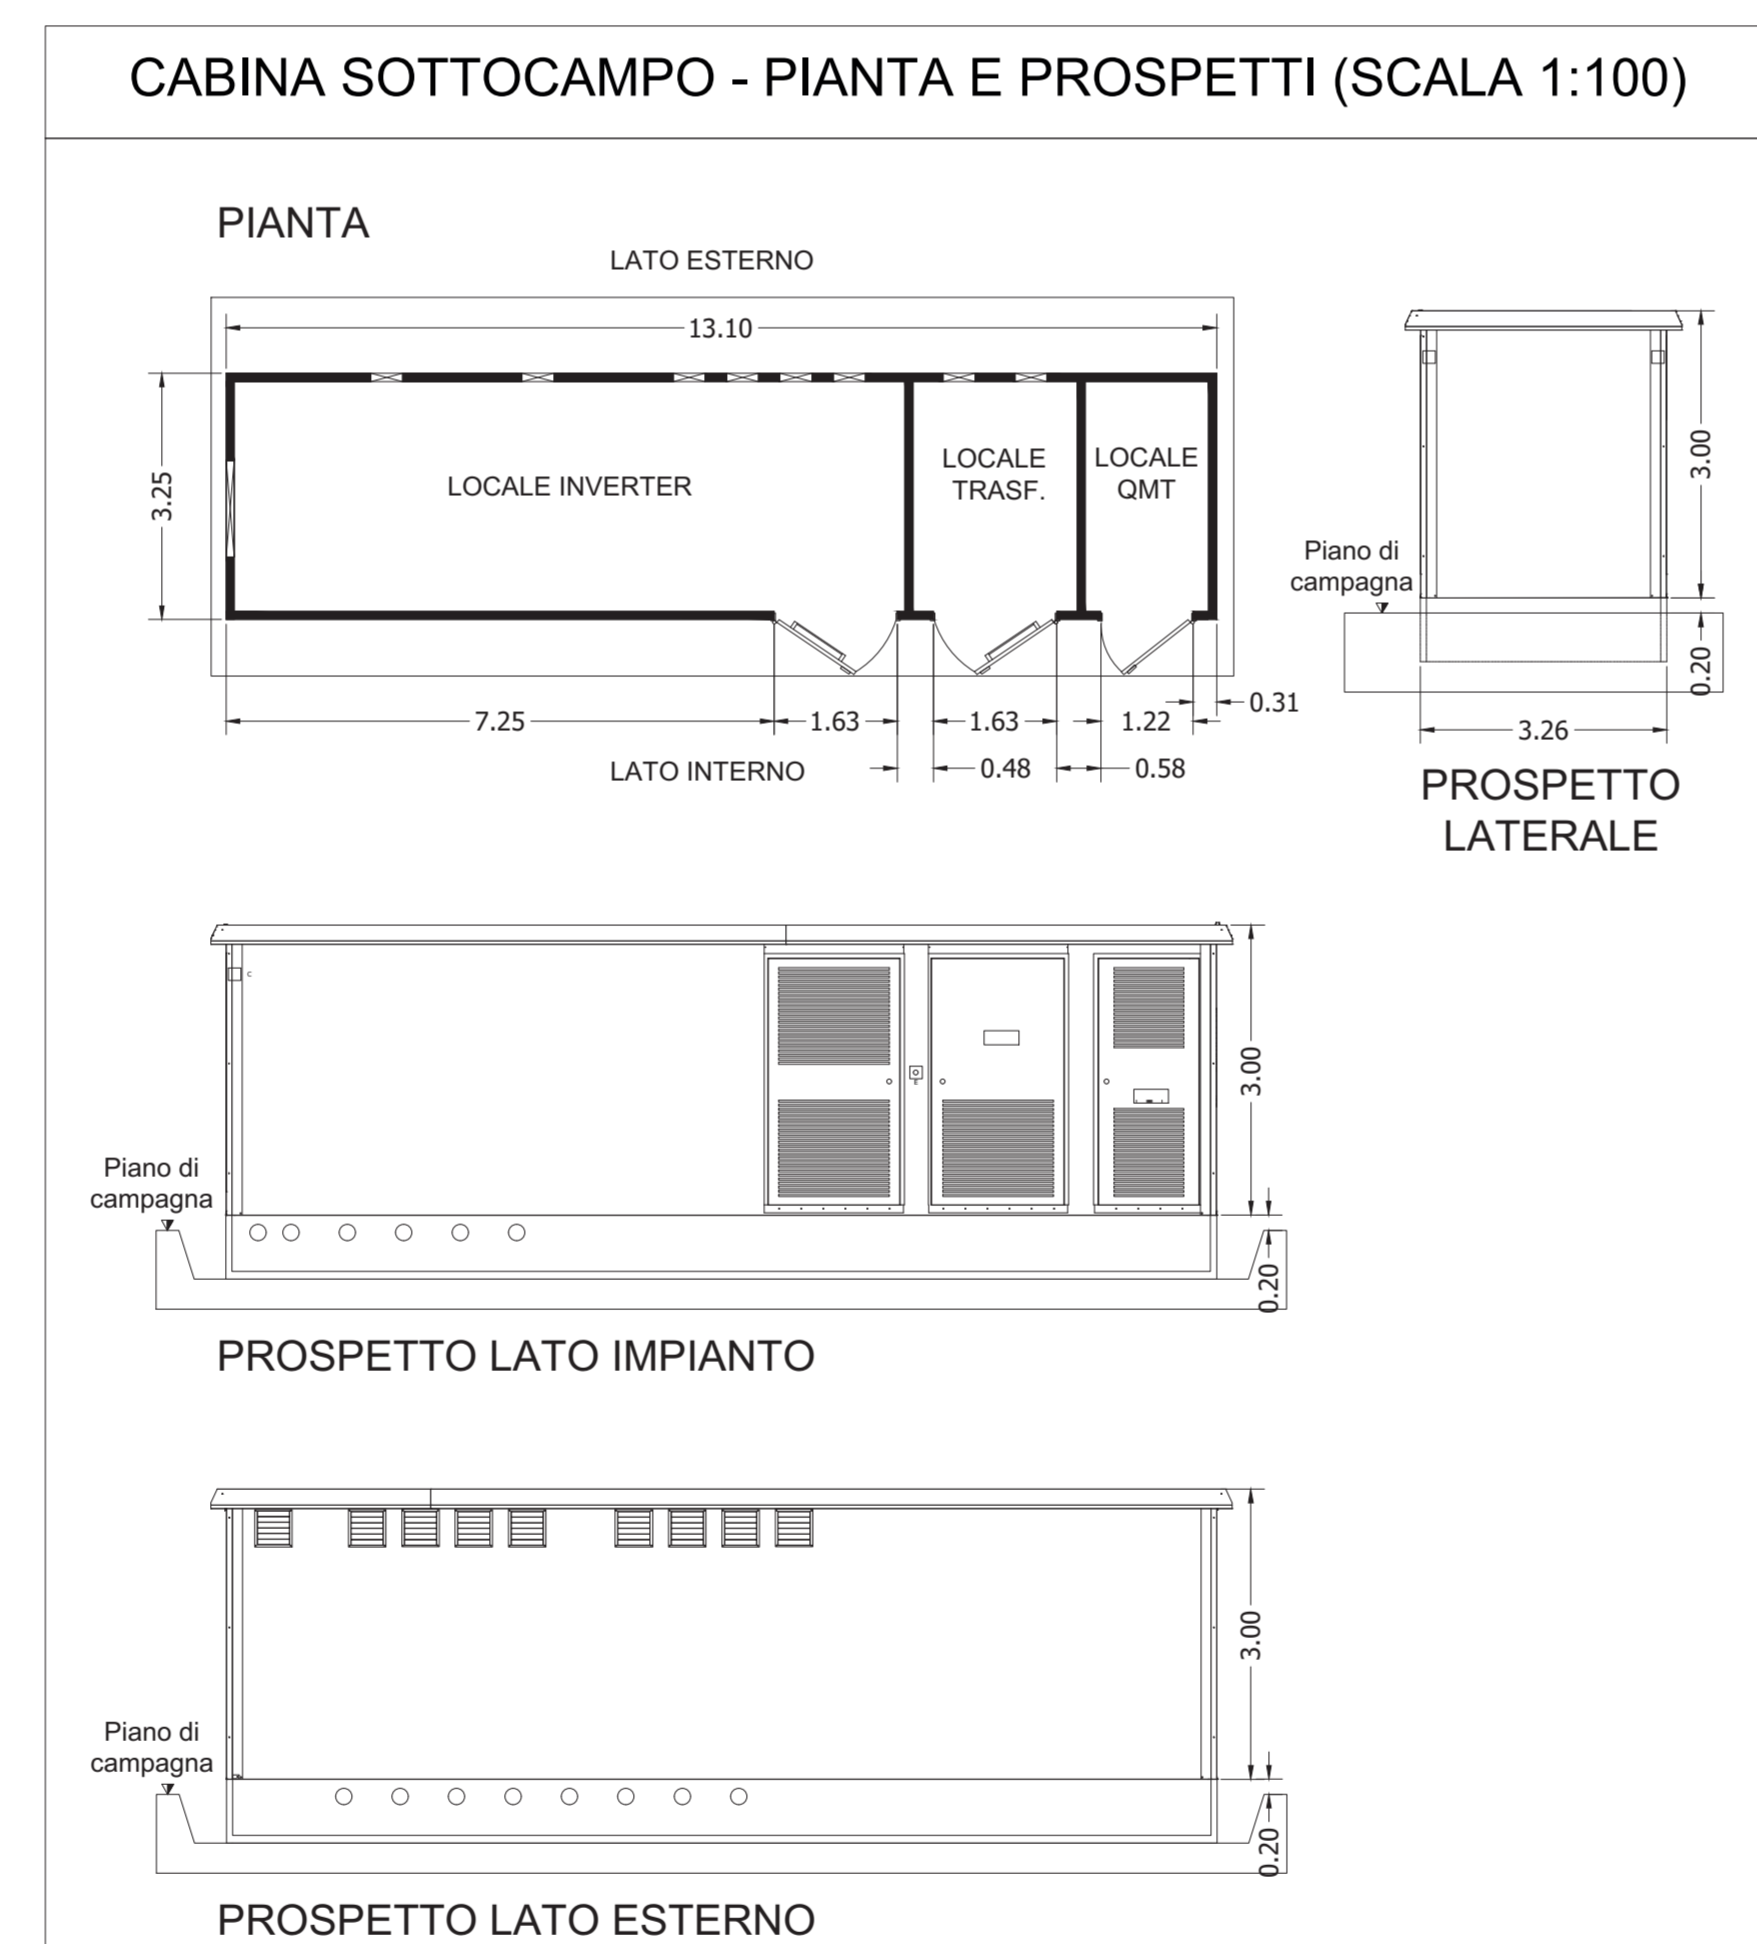 CABINA SOTTOCAMPO - PIANTA E PROSPETTI (SCALA 1:100)
PIANTA
LATO ESTERNO
13.10
3.25
LOCALE INVERTER
LOCALE
TRASF.
LOCALE
QMT
7.25
1.63
1.63
1.22
0.31
0.48
0.58
LATO INTERNO
Piano di
campagna
3.00
0.20
3.26
PROSPETTO
LATERALE
C
E
Piano di
campagna
3.00
0.20
PROSPETTO LATO IMPIANTO
Piano di
campagna
3.00
0.20
PROSPETTO LATO ESTERNO